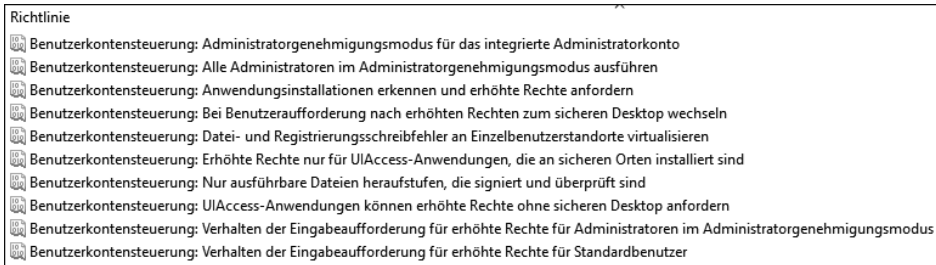 Richtlinie
Benutzerkontensteuerung: Administratorgenehmigungsmodus für das integrierte Administratorkonto
Benutzerkontensteuerung: Alle Administratoren im Administratorgenehmigungsmodus ausführen
Benutzerkontensteuerung: Anwendungsinstallationen erkennen und erhöhte Rechte anfordern
Benutzerkontensteuerung: Bei Benutzeraufforderung nach erhöhten Rechten zum sicheren Desktop wechseln
Benutzerkontensteuerung: Datei- und Registrierungsschreibfehler an Einzelbenutzerstandorte virtualisieren
Benutzerkontensteuerung: Erhöhte Rechte nur für UIAccess-Anwendungen, die an sicheren Orten installiert sind
Benutzerkontensteuerung: Nur ausführbare Dateien heraufstufen, die signiert und überprüft sind
Benutzerkontensteuerung: UIAccess-Anwendungen können erhöhte Rechte ohne sicheren Desktop anfordern
Benutzerkontensteuerung: Verhalten der Eingabeaufforderung für erhöhte Rechte für Administratoren im Administratorgenehmigungsmodus
Benutzerkontensteuerung: Verhalten der Eingabeaufforderung für erhöhte Rechte für Standardbenutzer